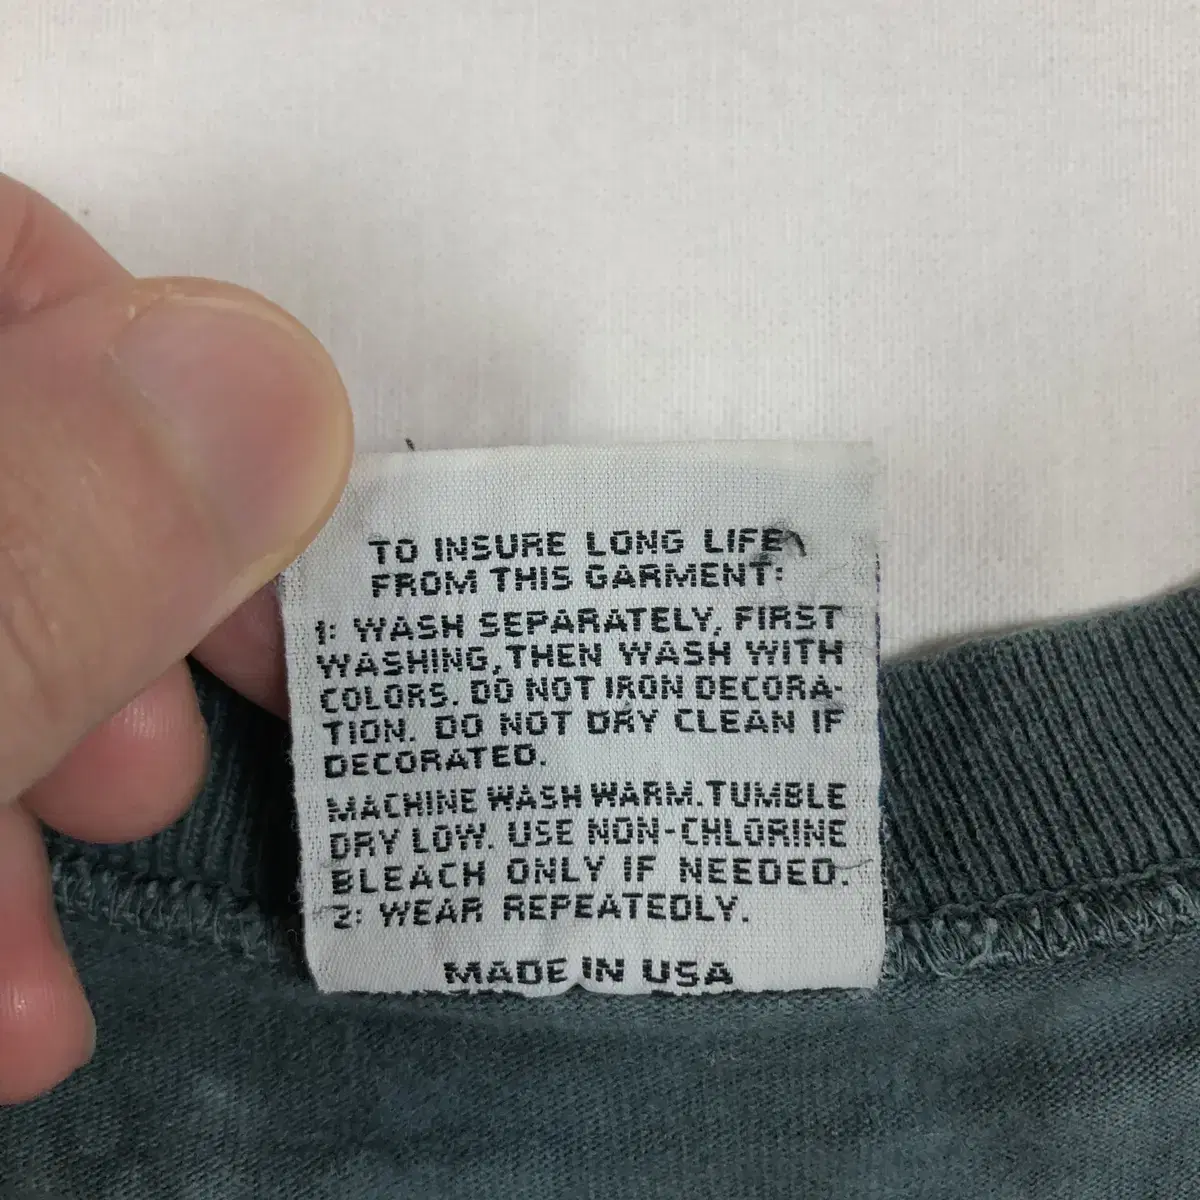 TO INSURE LONG LIFE
FROM THIS GARMENT:
1: WASH SEPARATELY, FIRST
WASHING, THEN WASH WITH
COLORS. DO NOT IRON DECORA-
TION. DO NOT DRY CLEAN IF
DECORATED.
MACHINE WASH WARM. TUMBLE
DRY LOW. USE NON-CHLORINE
BLEACH ONLY IF NEEDED.
2: WEAR REPEATEDLY.
MADE IN USA